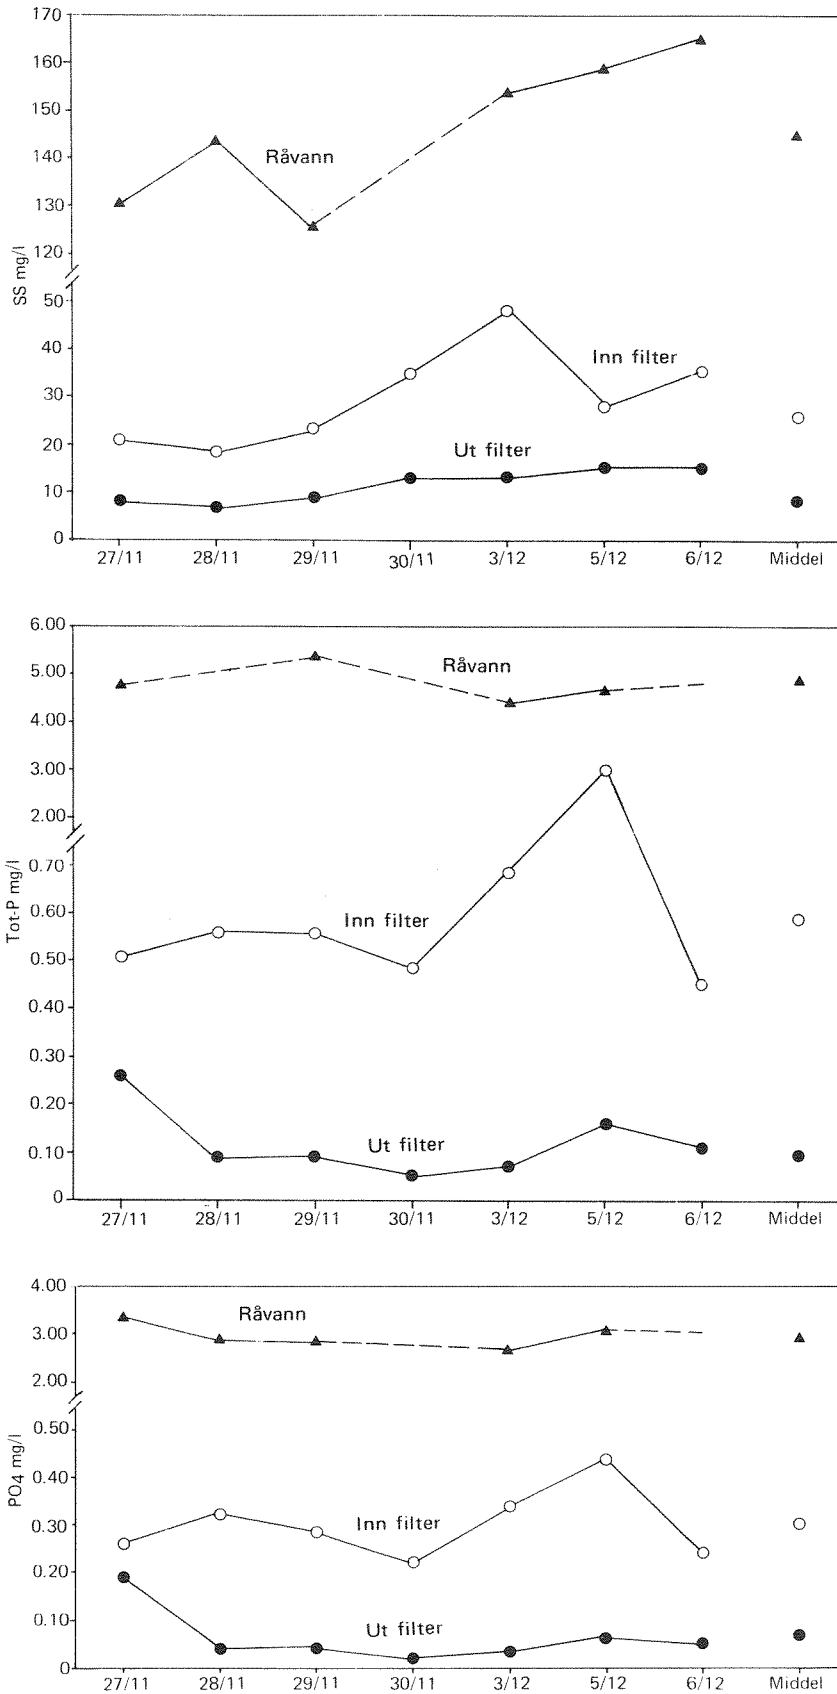 170
160
150
140
130
120
50
40
30
20
10
0
SS mg/l
Råvann
Inn filter
Ut filter
27/11 28/11 29/11 30/11 3/12 5/12 6/12 Middel
6.00
5.00
4.00
3.00
2.00
0.70
0.60
0.50
0.40
0.30
0.20
0.10
0
Tot-P mg/l
Råvann
Inn filter
Ut filter
27/11 28/11 29/11 30/11 3/12 5/12 6/12 Middel
4.00
3.00
2.00
0.50
0.40
0.30
0.20
0.10
0
PO4 mg/l
Råvann
Inn filter
Ut filter
27/11 28/11 29/11 30/11 3/12 5/12 6/12 Middel